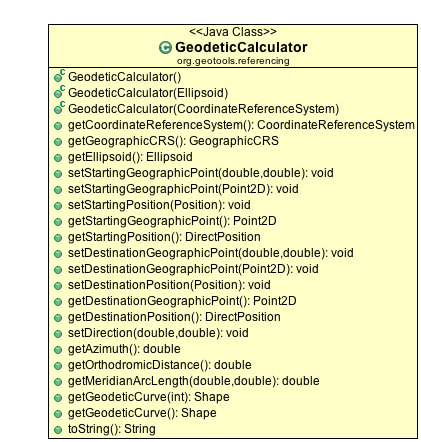 <<Java Class>>
C GeodeticCalculator
org.geotools.referencing
c GeodeticCalculator()
c GeodeticCalculator(Ellipsoid)
c GeodeticCalculator(CoordinateReferenceSystem)
getCoordinateReferenceSystem(): CoordinateReferenceSystem
getGeographicCRS(): GeographicCRS
getEllipsoid(): Ellipsoid
setStartingGeographicPoint(double,double): void
setStartingGeographicPoint(Point2D): void
setStartingPosition(Position): void
getStartingGeographicPoint(): Point2D
getStartingPosition(): DirectPosition
setDestinationGeographicPoint(double,double): void
setDestinationGeographicPoint(Point2D): void
setDestinationPosition(Position): void
getDestinationGeographicPoint(): Point2D
getDestinationPosition(): DirectPosition
setDirection(double,double): void
getAzimuth(): double
getOrthodromicDistance(): double
getMeridianArcLength(double,double): double
getGeodeticCurve(int): Shape
getGeodeticCurve(): Shape
toString(): String